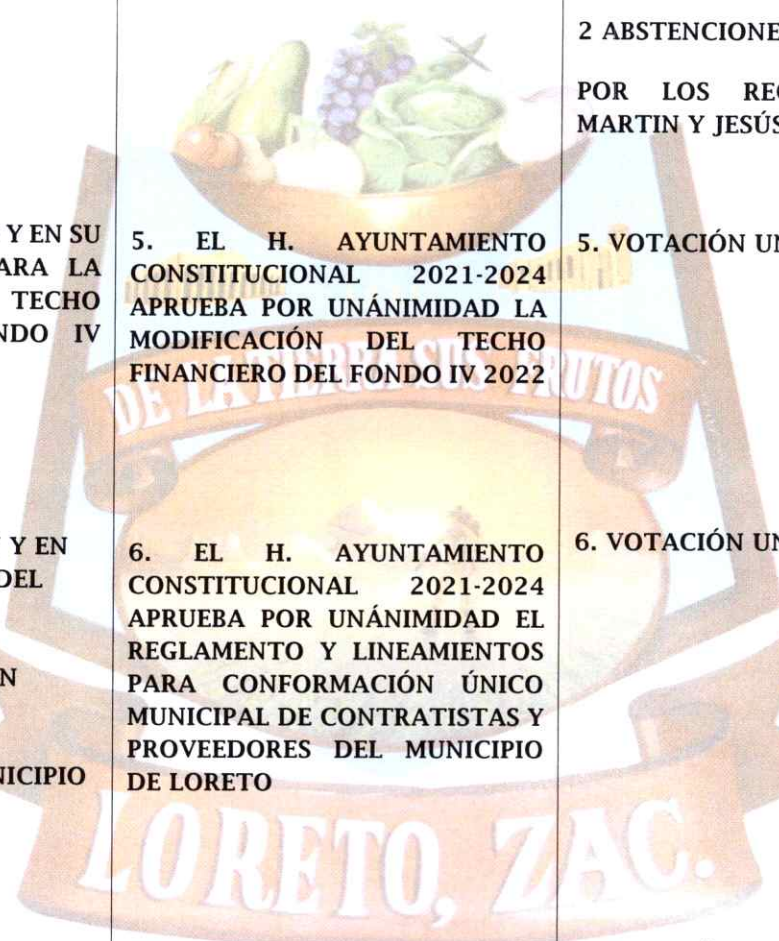 2 ABSTENCIONE
POR LOS REG
MARTIN Y JESÚS
Y EN SU
ARA LA
TECHO
NDO IV
5. EL H. AYUNTAMIENTO
CONSTITUCIONAL 2021-2024
APRUEBA POR UNÁNIMIDAD LA
MODIFICACIÓN DEL TECHO
FINANCIERO DEL FONDO IV 2022
5. VOTACIÓN UN
DE LA TIERRA SUS FRUTOS
Y EN
DEL
N
NICIPIO
6. EL H. AYUNTAMIENTO
CONSTITUCIONAL 2021-2024
APRUEBA POR UNÁNIMIDAD EL
REGLAMENTO Y LINEAMIENTOS
PARA CONFORMACIÓN ÚNICO
MUNICIPAL DE CONTRATISTAS Y
PROVEEDORES DEL MUNICIPIO
DE LORETO
6. VOTACIÓN UN
LORETO, ZAC.